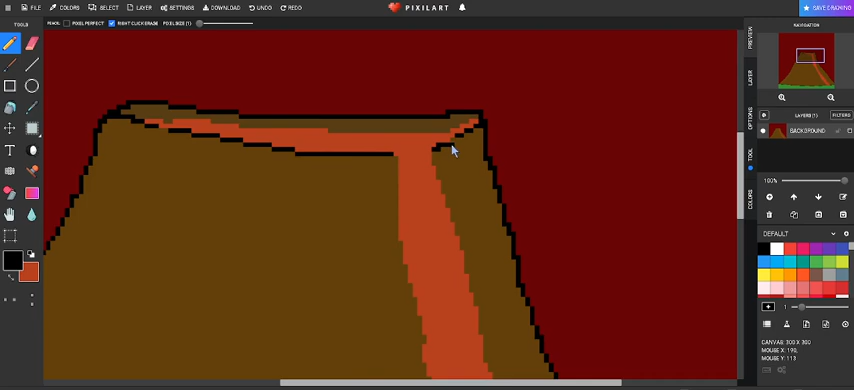 FILE COLORS SELECT LAYER SETTINGS DOWNLOAD UNDO REDO PIXILART SAVE DRAWING
TOOLS PENCIL: PIXEL PERFECT RIGHT CLICK ERASE PIXEL SIZE (1) NAVIGATION
PREVIEW
LAYER
OPTIONS
TOOL
COLORS
LAYERS (1) FILTERS
BACKGROUND
100%
DEFAULT
1
CANVAS: 300 X 300
MOUSE X: 190,
MOUSE Y: 113